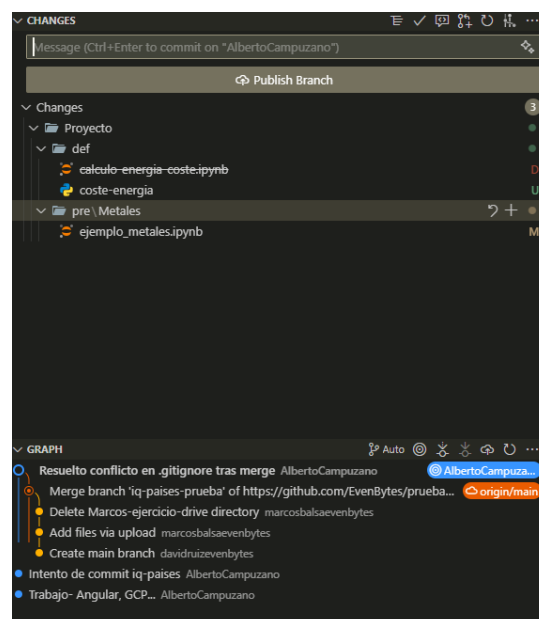 CHANGES
Message (Ctrl+Enter to commit on "AlbertoCampuzano")
Publish Branch
Changes 3
Proyecto
def
calculo-energia-coste.ipynb D
coste-energia U
pre\Metales
ejemplo_metales.ipynb M
GRAPH Auto
Resuelto conflicto en .gitignore tras merge AlbertoCampuzano AlbertoCampuza...
Merge branch 'iq-paises-prueba' of https://github.com/EvenBytes/prueba... origin/main
Delete Marcos-ejercicio-drive directory marcosbalsaevenbytes
Add files via upload marcosbalsaevenbytes
Create main branch davidruizevenbytes
Intento de commit iq-paises AlbertoCampuzano
Trabajo- Angular, GCP... AlbertoCampuzano